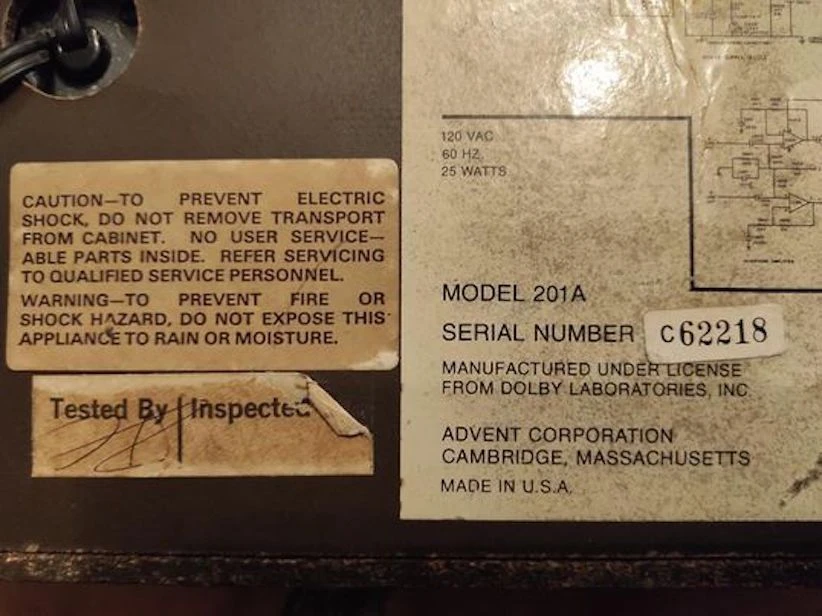 CAUTION—TO PREVENT ELECTRIC
SHOCK, DO NOT REMOVE TRANSPORT
FROM CABINET. NO USER SERVICE—
ABLE PARTS INSIDE. REFER SERVICING
TO QUALIFIED SERVICE PERSONNEL.
WARNING—TO PREVENT FIRE OR
SHOCK HAZARD, DO NOT EXPOSE THIS
APPLIANCE TO RAIN OR MOISTURE.
Tested By Inspected
120 VAC
60 HZ
25 WATTS
MODEL 201A
SERIAL NUMBER C62218
MANUFACTURED UNDER LICENSE
FROM DOLBY LABORATORIES, INC.
ADVENT CORPORATION
CAMBRIDGE, MASSACHUSETTS
MADE IN U.S.A.